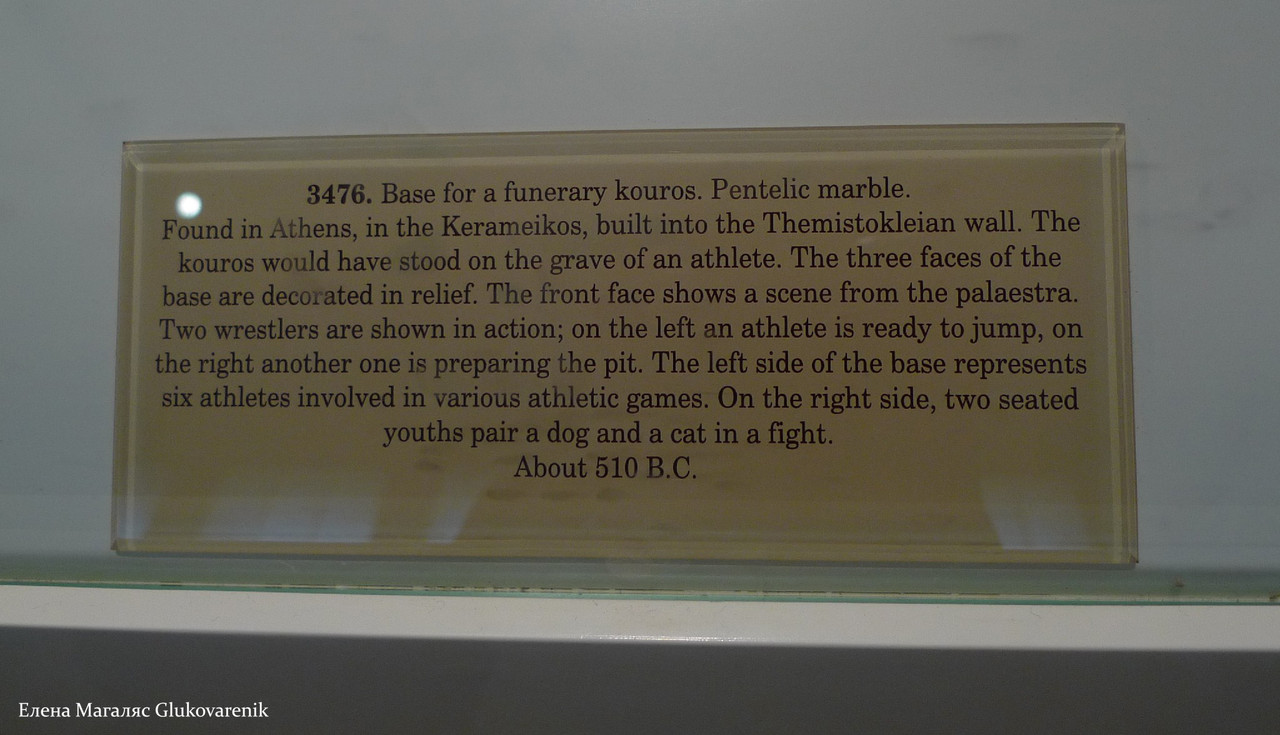 3476. Base for a funerary kouros. Pentelic marble.
Found in Athens, in the Kerameikos, built into the Themistokleian wall. The
kouros would have stood on the grave of an athlete. The three faces of the
base are decorated in relief. The front face shows a scene from the palaestra.
Two wrestlers are shown in action; on the left an athlete is ready to jump, on
the right another one is preparing the pit. The left side of the base represents
six athletes involved in various athletic games. On the right side, two seated
youths pair a dog and a cat in a fight.
About 510 B.C.
Елена Магаляс Glukovarenik